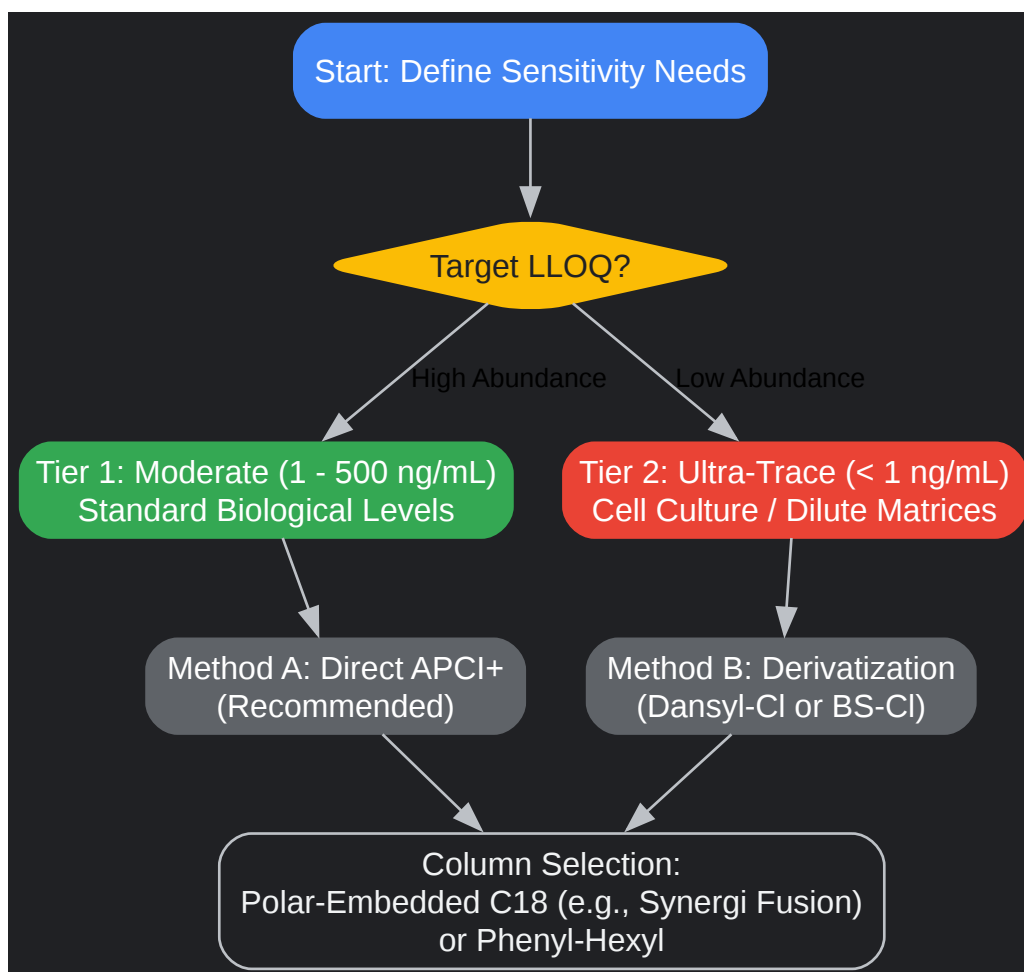 Start: Define Sensitivity Needs
Target LLOQ?
High Abundance
Low Abundance
Tier 1: Moderate (1 - 500 ng/mL)
Standard Biological Levels
Tier 2: Ultra-Trace (< 1 ng/mL)
Cell Culture / Dilute Matrices
Method A: Direct APCI+
(Recommended)
Method B: Derivatization
(Dansyl-Cl or BS-Cl)
Column Selection:
Polar-Embedded C18 (e.g., Synergi Fusion)
or Phenyl-Hexyl